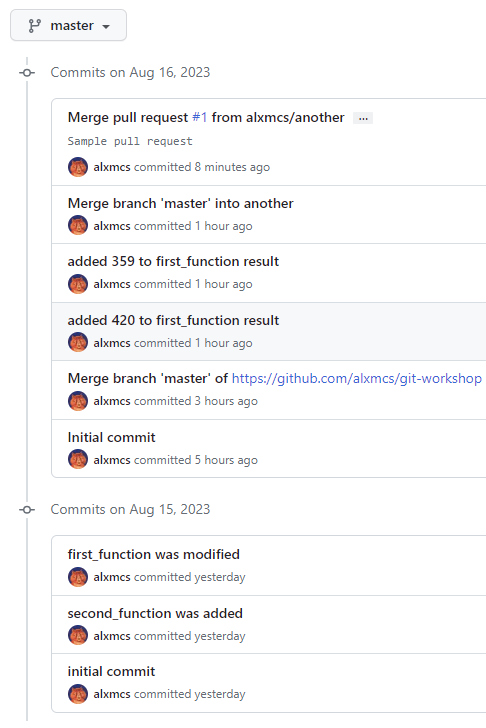 master
Commits on Aug 16, 2023
Merge pull request #1 from alxmcs/another ...
Sample pull request
alxmcs committed 8 minutes ago
Merge branch 'master' into another
alxmcs committed 1 hour ago
added 359 to first_function result
alxmcs committed 1 hour ago
added 420 to first_function result
alxmcs committed 1 hour ago
Merge branch 'master' of https://github.com/alxmcs/git-workshop
alxmcs committed 3 hours ago
Initial commit
alxmcs committed 5 hours ago
Commits on Aug 15, 2023
first_function was modified
alxmcs committed yesterday
second_function was added
alxmcs committed yesterday
initial commit
alxmcs committed yesterday